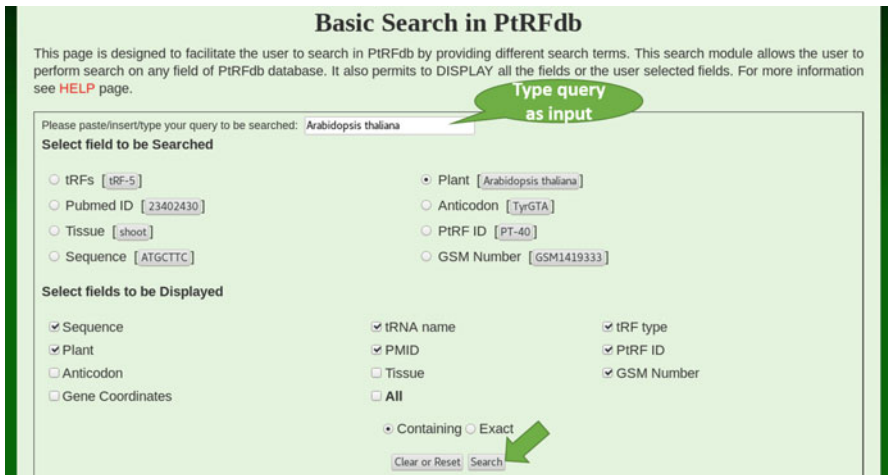 Basic Search in PtRFdb
This page is designed to facilitate the user to search in PtRFdb by providing different search terms. This search module allows the user to
perform search on any field of PtRFdb database. It also permits to DISPLAY all the fields or the user selected fields. For more information
see HELP page.
Type query
as input
Please paste/insert/type your query to be searched: Arabidopsis thaliana
Select field to be Searched
tRFs [ tRF-5 ] Plant [ Arabidopsis thaliana ]
Pubmed ID [ 23402430 ] Anticodon [ TyrGTA ]
Tissue [ shoot ] PtRF ID [ PT-40 ]
Sequence [ ATGCTTC ] GSM Number [ GSM1419333 ]
Select fields to be Displayed
Sequence tRNA name tRF type
Plant PMID PtRF ID
Anticodon Tissue GSM Number
Gene Coordinates All
Containing Exact
Clear or Reset Search